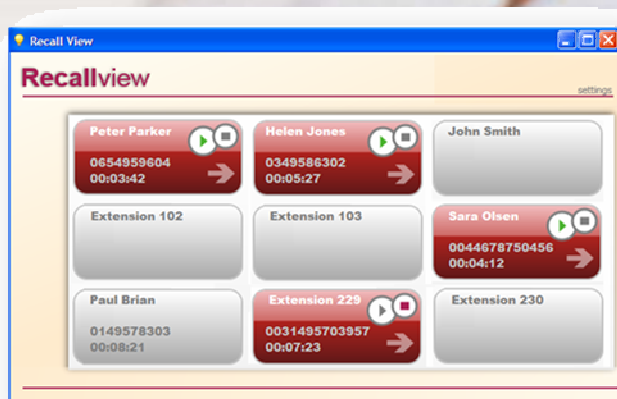 Recall View
Recallview
settings
Peter Parker
0654959604
00:03:42
Helen Jones
0349586302
00:05:27
John Smith
Extension 102
Extension 103
Sara Olsen
0044678750456
00:04:12
Paul Brian
0149578303
00:08:21
Extension 229
0031495703957
00:07:23
Extension 230